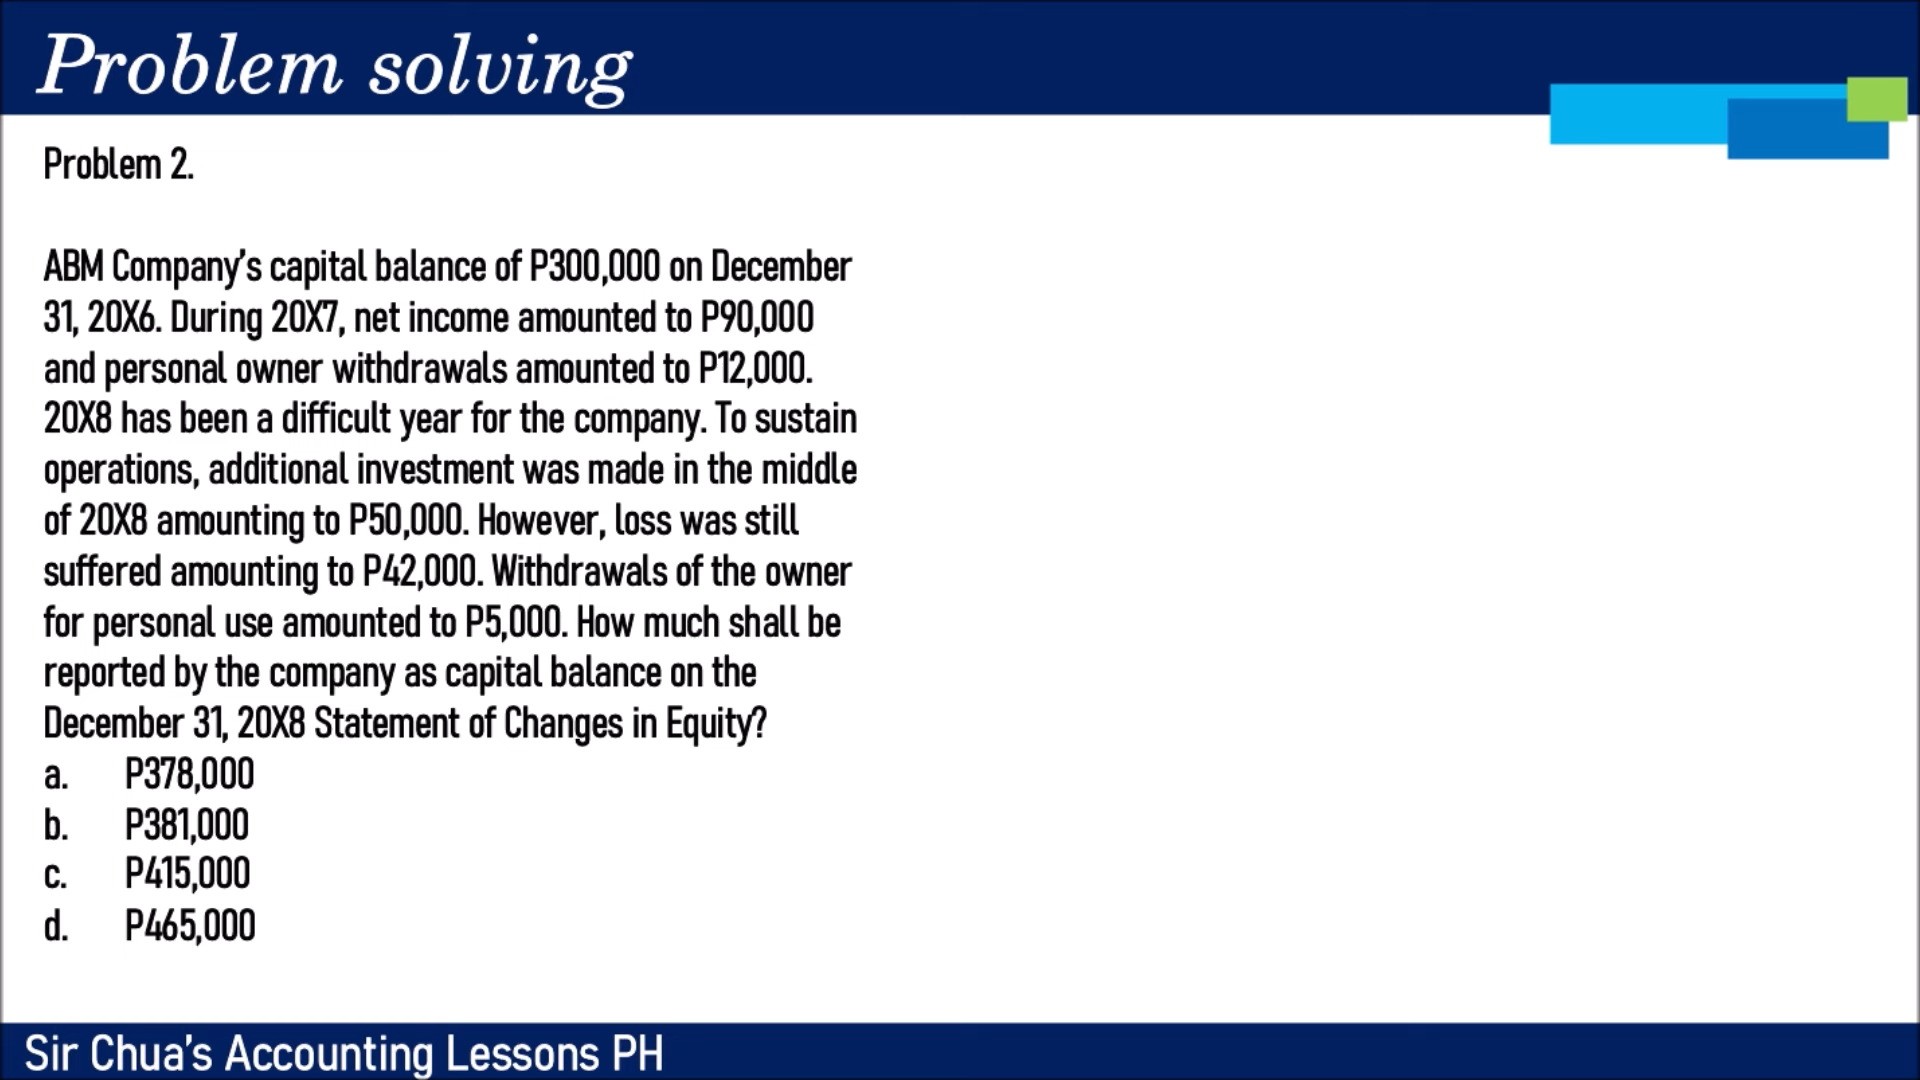 Problem solving
Problem 2.
ABM Company's capital balance of P300,000 on December
31, 20X6. During 20X7, net income amounted to P90,000
and personal owner withdrawals amounted to P12,000.
20X8 has been a difficult year for the company. To sustain
operations, additional investment was made in the middle
of 20X8 amounting to P50,000. However, loss was still
suffered amounting to P42,000. Withdrawals of the owner
for personal use amounted to P5,000. How much shall be
reported by the company as capital balance on the
December 31, 20X8 Statement of Changes in Equity?
a. P378,000
b. P381,000
c. P415,000
d. P465,000
Sir Chua's Accounting Lessons PH